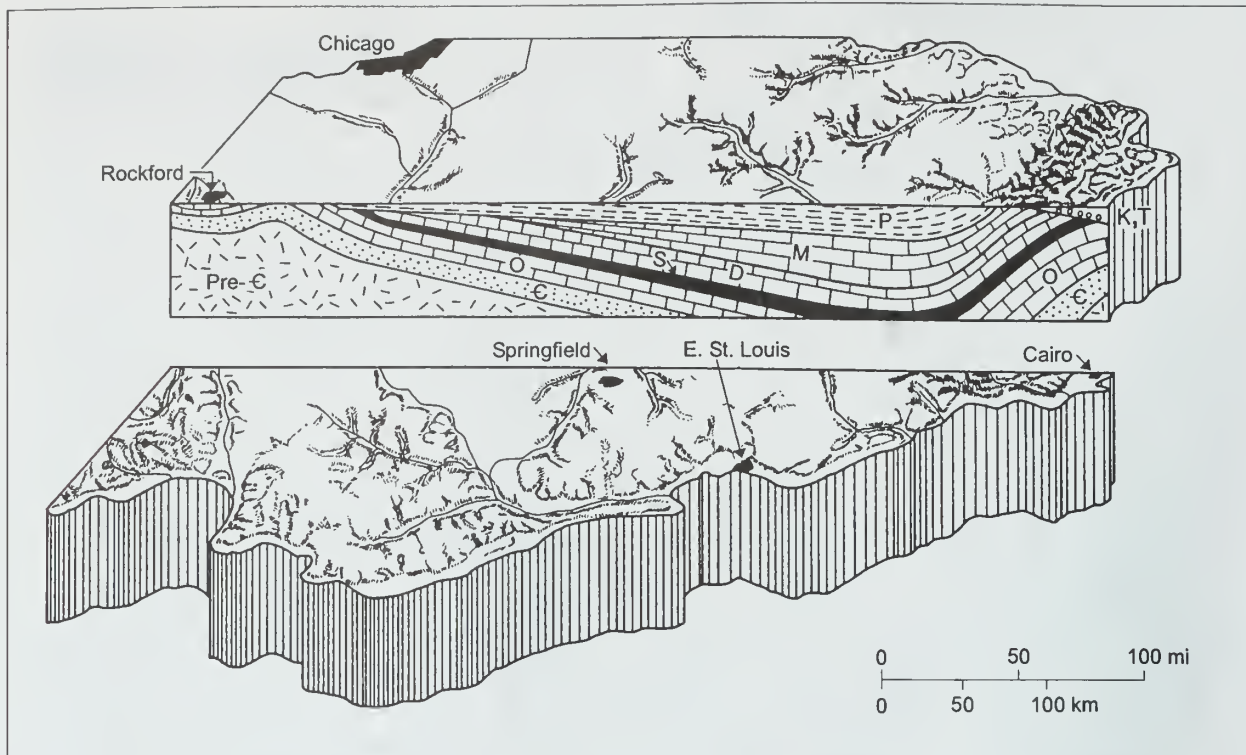 Chicago
Rockford
P
K,T
M
S
D
O
O
Pre-Є
Є
Є
Springfield
E. St. Louis
Cairo
0 50 100 mi
0 50 100 km